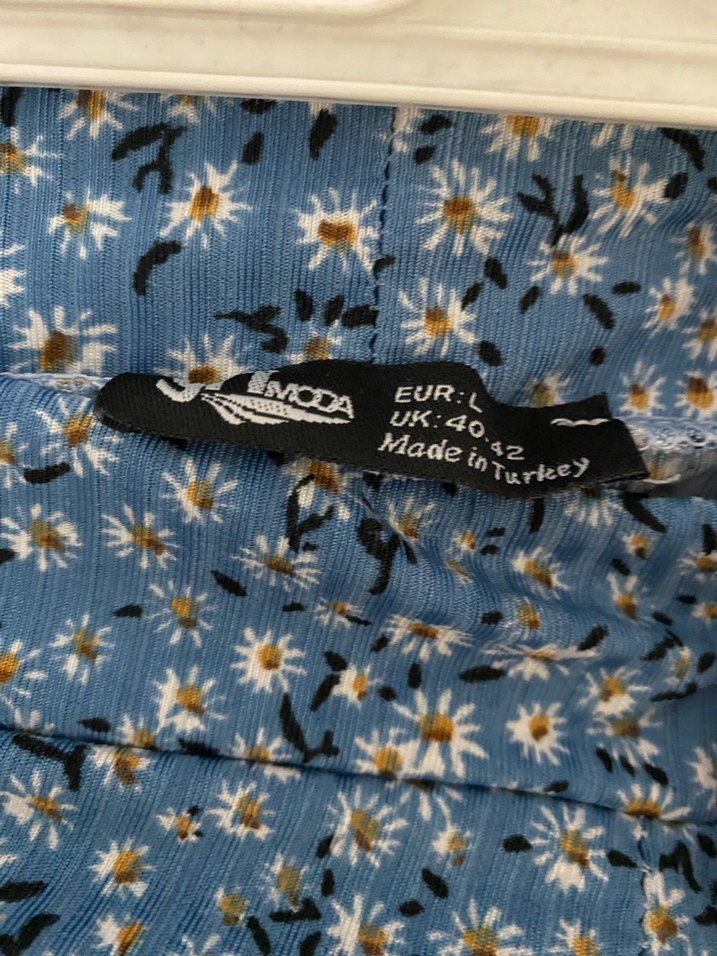 MODA
EUR: L
UK: 40.42
Made in Turkey